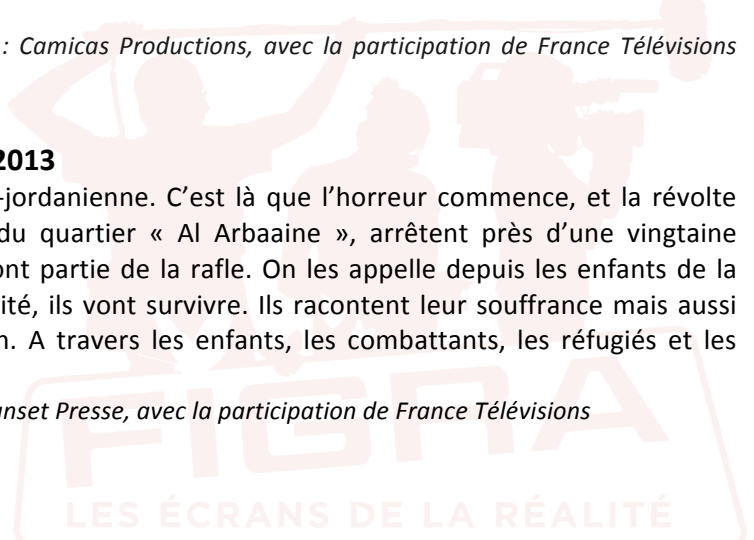 : Camicas Productions, avec la participation de France Télévisions
2013
-jordanienne. C’est là que l’horreur commence, et la révolte
du quartier « Al Arbaaine », arrêtent près d’une vingtaine
ont partie de la rafle. On les appelle depuis les enfants de la
ité, ils vont survivre. Ils racontent leur souffrance mais aussi
n. A travers les enfants, les combattants, les réfugiés et les
nset Presse, avec la participation de France Télévisions
FIGRA
LES ÉCRANS DE LA RÉALITÉ